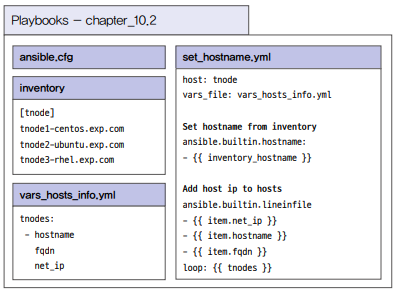 Playbooks – chapter_10.2
ansible.cfg
inventory
[tnode]
tnode1-centos.exp.com
tnode2-ubuntu.exp.com
tnode3-rhel.exp.com
vars_hosts_info.yml
tnodes:
- hostname
fqdn
net_ip
set_hostname.yml
host: tnode
vars_file: vars_hosts_info.yml
Set hostname from inventory
ansible.builtin.hostname:
- {{ inventory_hostname }}
Add host ip to hosts
ansible.builtin.lineinfile
- {{ item.net_ip }}
- {{ item.hostname }}
- {{ item.fqdn }}
loop: {{ tnodes }}